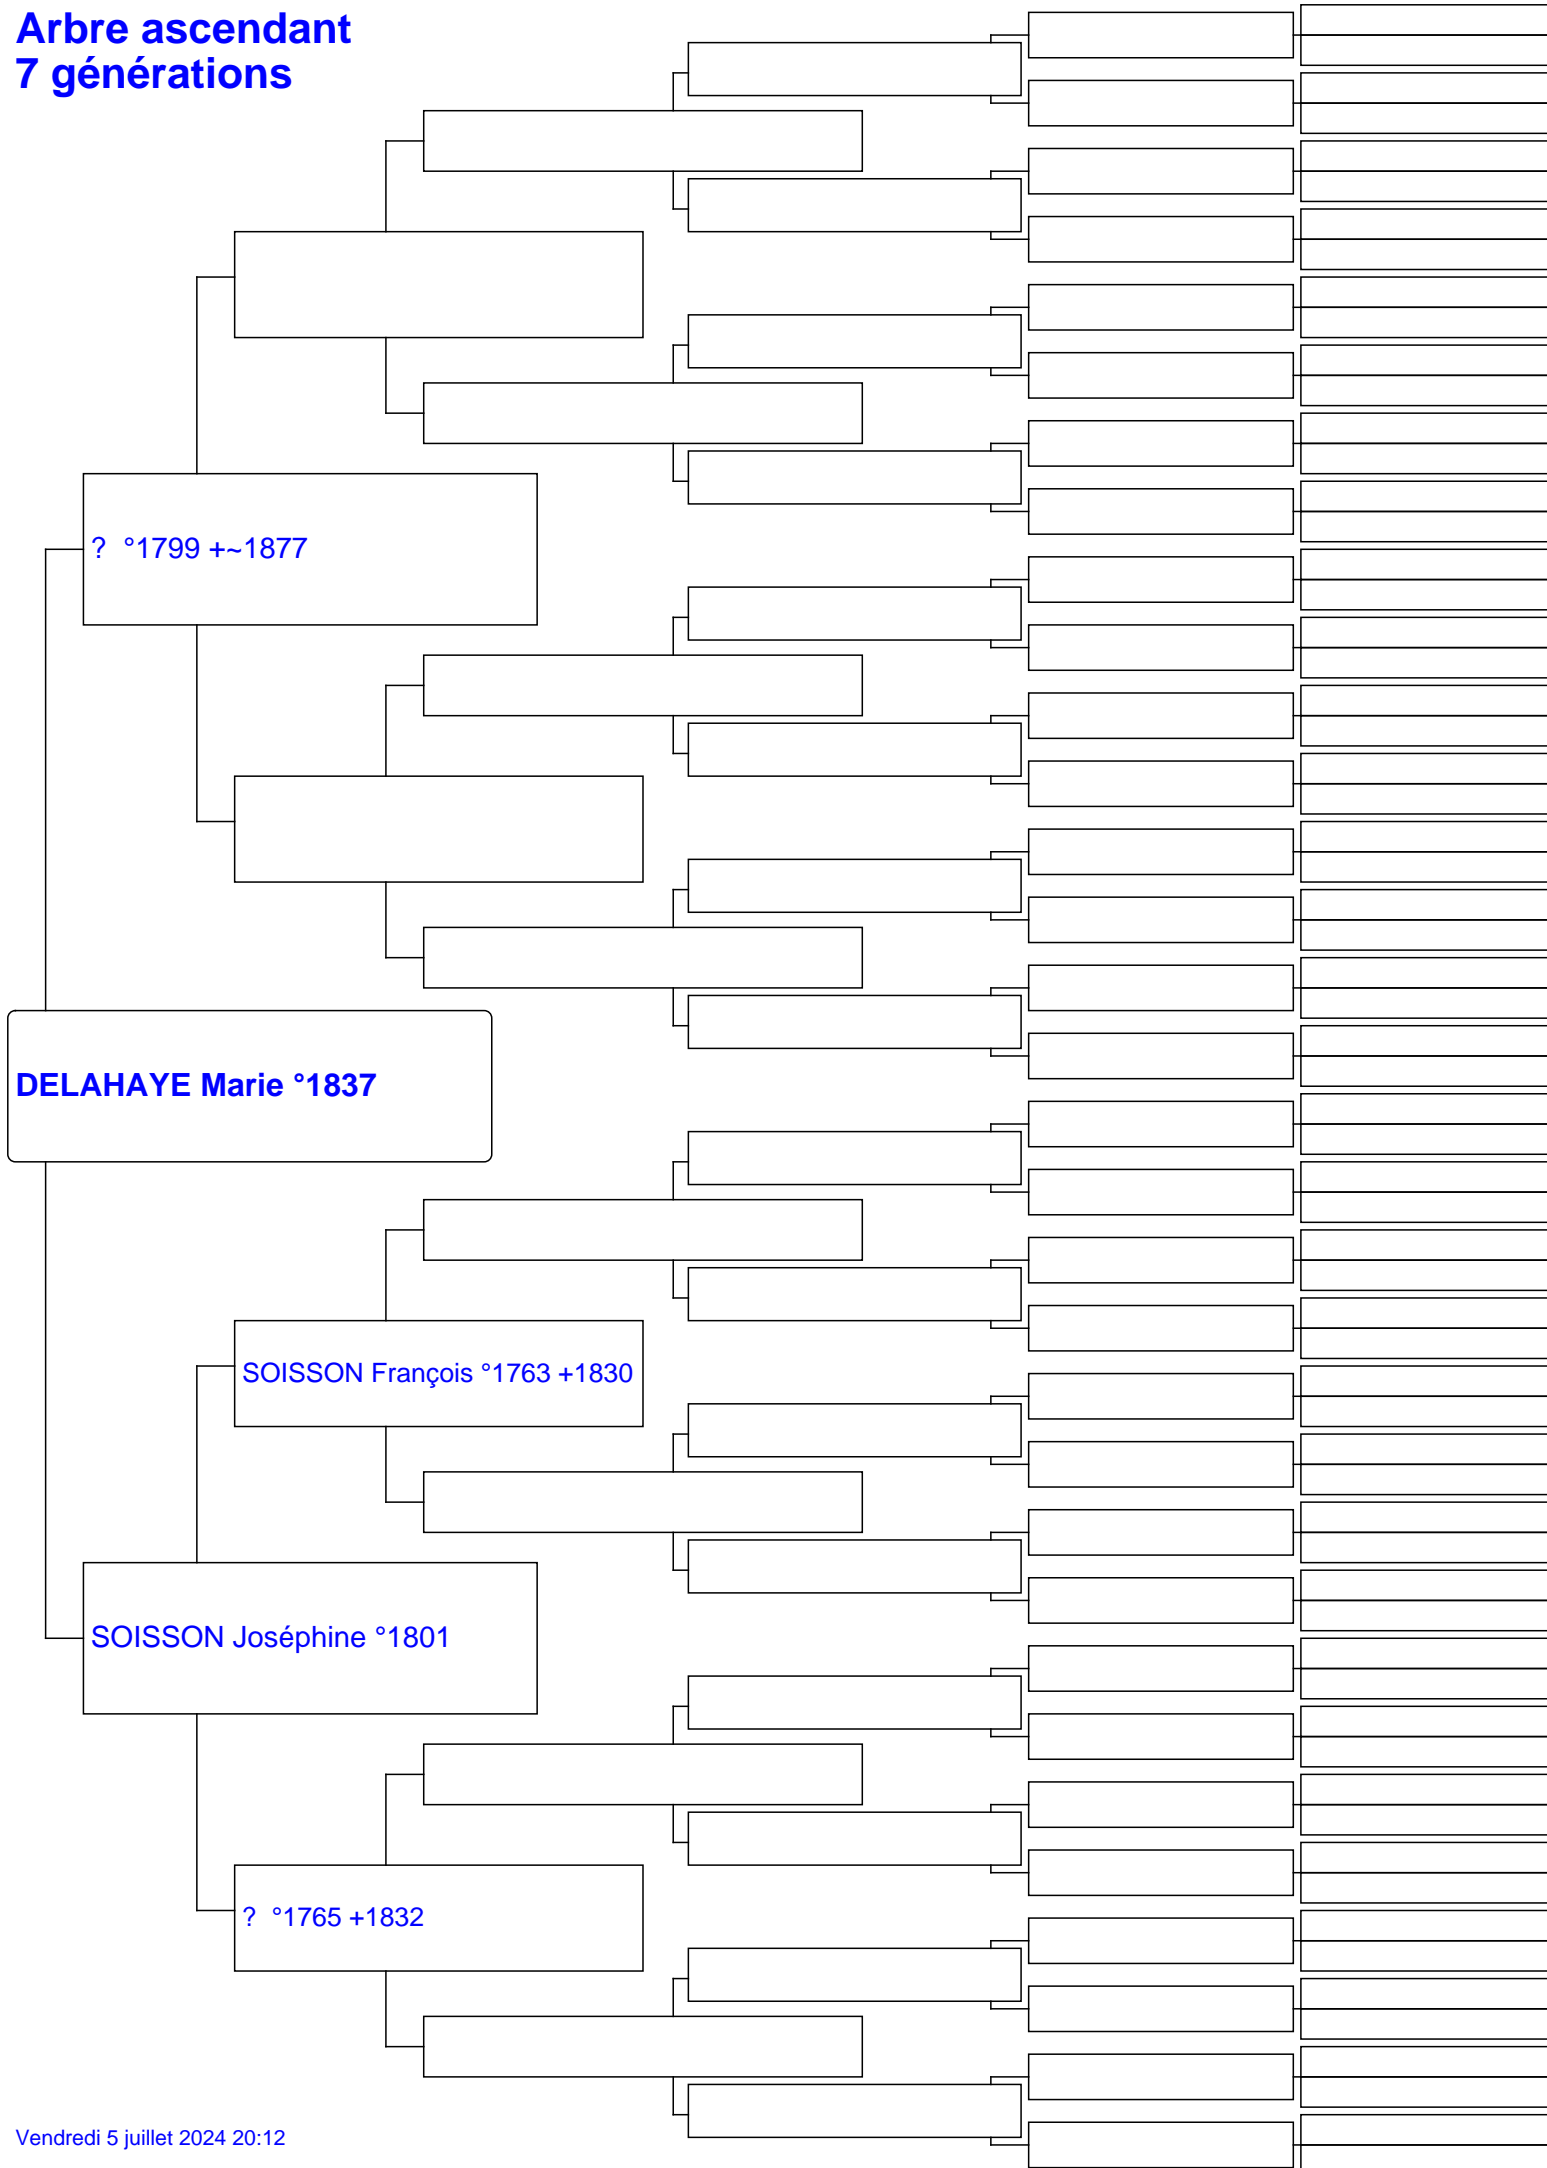 Arbre ascendant
7 générations
? °1799 +~1877
DELAHAYE Marie °1837
SOISSON François °1763 +1830
SOISSON Joséphine °1801
? °1765 +1832
Vendredi 5 juillet 2024 20:12